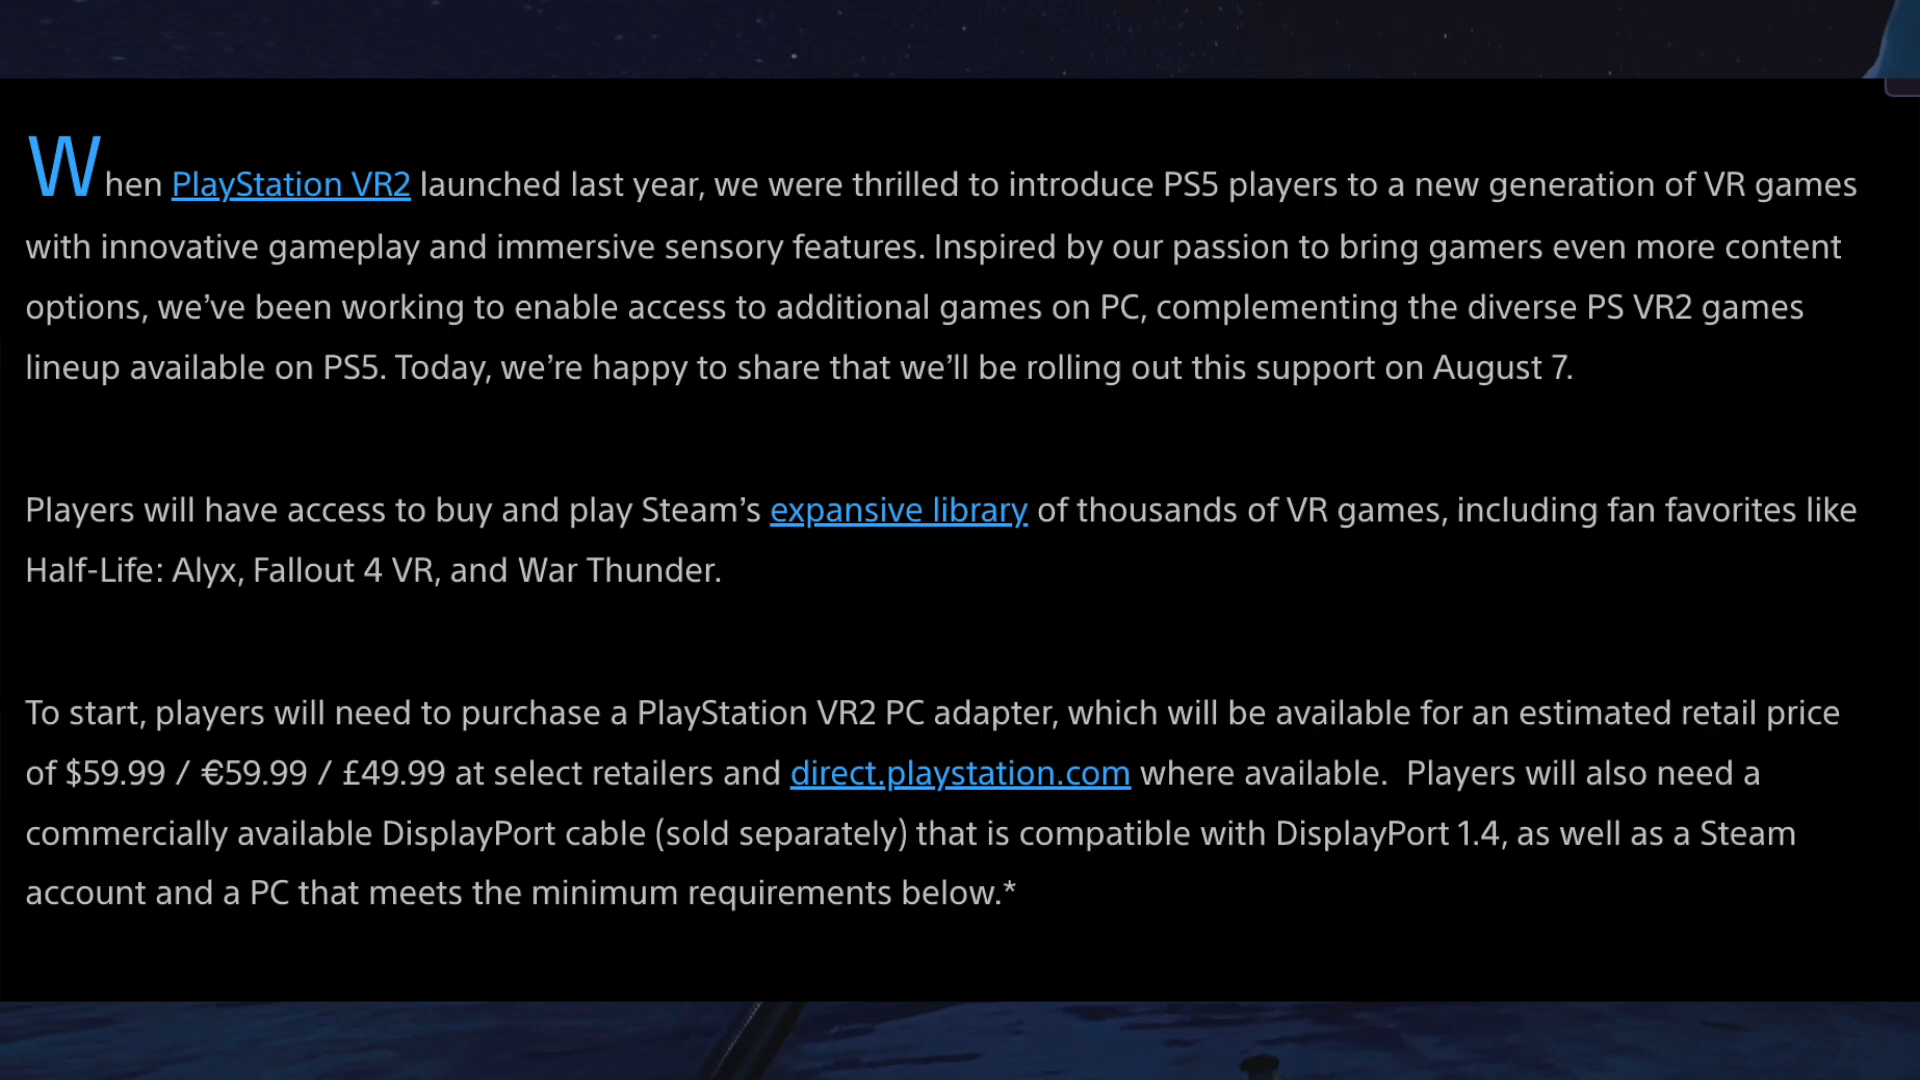 When PlayStation VR2 launched last year, we were thrilled to introduce PS5 players to a new generation of VR games
with innovative gameplay and immersive sensory features. Inspired by our passion to bring gamers even more content
options, we’ve been working to enable access to additional games on PC, complementing the diverse PS VR2 games
lineup available on PS5. Today, we’re happy to share that we’ll be rolling out this support on August 7.
Players will have access to buy and play Steam’s expansive library of thousands of VR games, including fan favorites like
Half-Life: Alyx, Fallout 4 VR, and War Thunder.
To start, players will need to purchase a PlayStation VR2 PC adapter, which will be available for an estimated retail price
of $59.99 / €59.99 / £49.99 at select retailers and direct.playstation.com where available.  Players will also need a
commercially available DisplayPort cable (sold separately) that is compatible with DisplayPort 1.4, as well as a Steam
account and a PC that meets the minimum requirements below.*